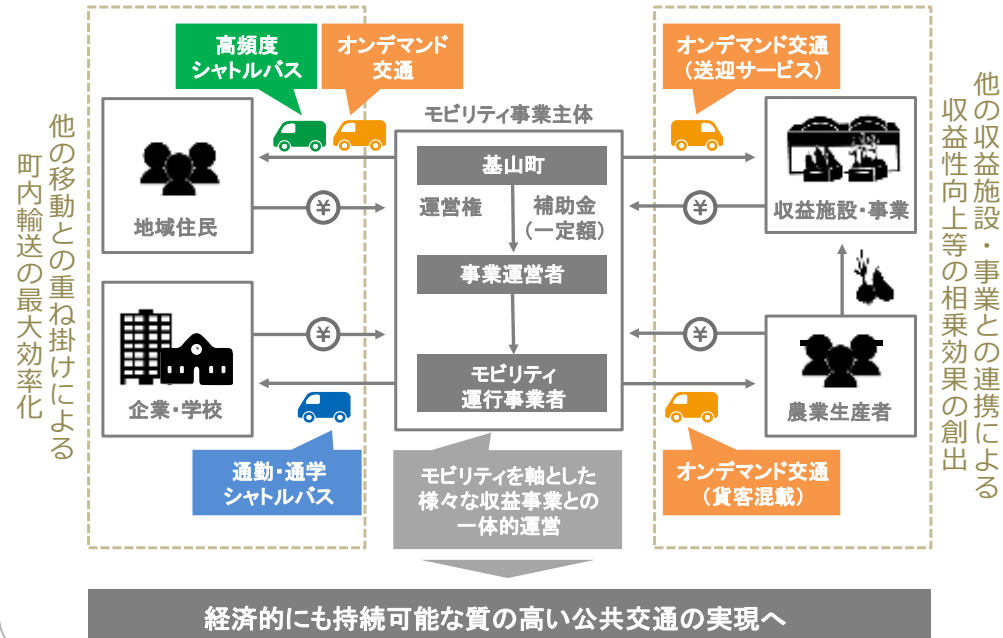 高頻度
シャトルバス
オンデマンド
交通
オンデマンド交通
（送迎サービス）
他の移動との重ね掛けによる
町内輸送の最大効率化
地域住民
¥
企業・学校
¥
通勤・通学
シャトルバス
モビリティ事業主体
基山町
運営権
補助金
（一定額）
事業運営者
モビリティ
運行事業者
モビリティを軸とした
様々な収益事業との
一体的運営
¥
収益施設・事業
¥
農業生産者
オンデマンド交通
（貨客混載）
他の収益施設・事業との連携による
収益性向上等の相乗効果の創出
経済的にも持続可能な質の高い公共交通の実現へ